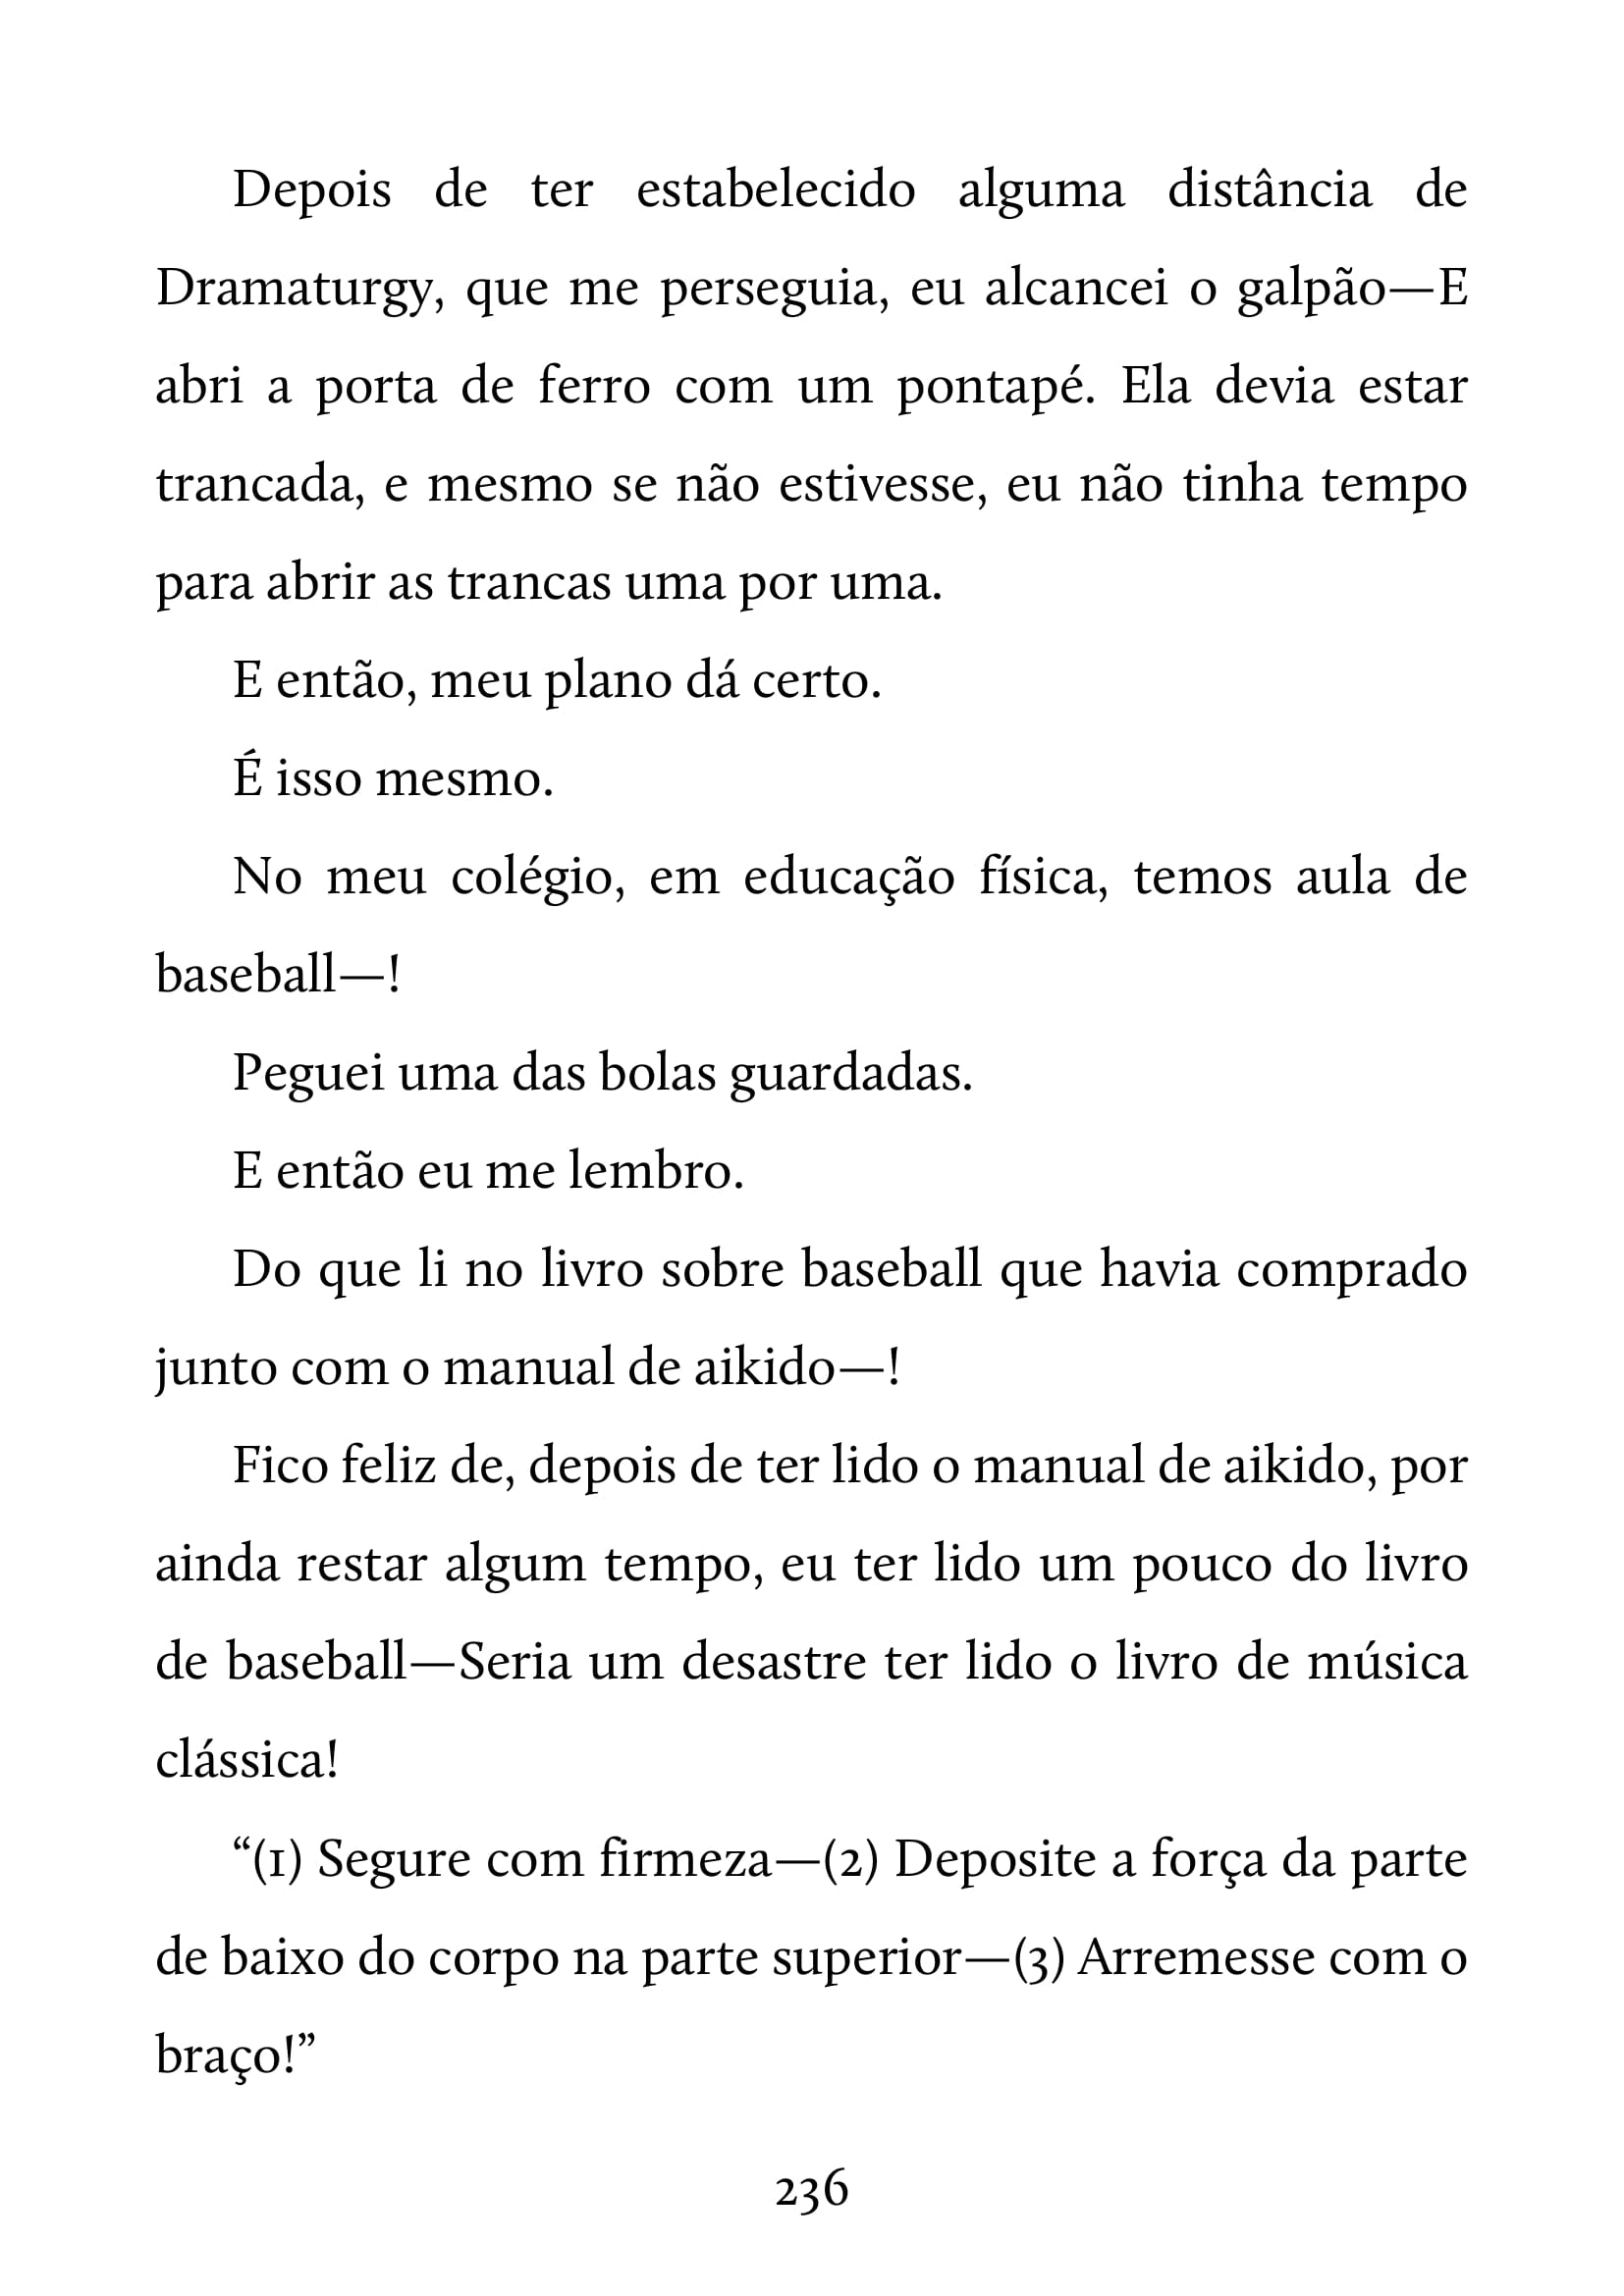 Depois de ter estabelecido alguma distância de
Dramaturgy, que me perseguia, eu alcancei o galpão—E
abri a porta de ferro com um pontapé. Ela devia estar
trancada, e mesmo se não estivesse, eu não tinha tempo
para abrir as trancas uma por uma.
E então, meu plano dá certo.
É isso mesmo.
No meu colégio, em educação física, temos aula de
baseball—!
Peguei uma das bolas guardadas.
E então eu me lembro.
Do que li no livro sobre baseball que havia comprado
junto com o manual de aikido—!
Fico feliz de, depois de ter lido o manual de aikido, por
ainda restar algum tempo, eu ter lido um pouco do livro
de baseball—Seria um desastre ter lido o livro de música
clássica!
“(1) Segure com firmeza—(2) Deposite a força da parte
de baixo do corpo na parte superior—(3) Arremesse com o
braço!”
236